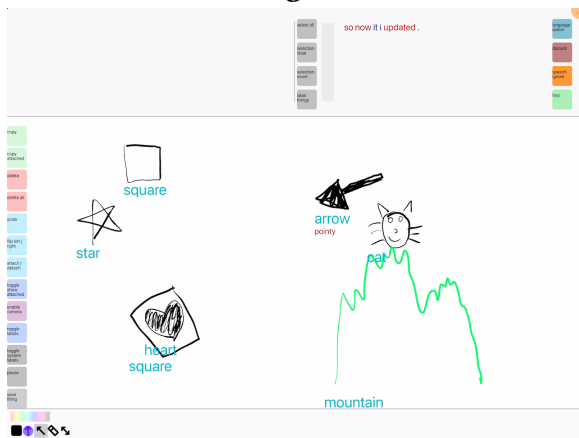 select all
selection clear
selection invert
label things
so now it i updated .
language action
discard
speech ignore
find
copy
copy attached
delete
delete all
scale
flip left / right
attach / detach
toggle show attached
enable camera
toggle labels
toggle system labels
pause
save thing
square
star
arrow
pointy
cat
heart
square
mountain